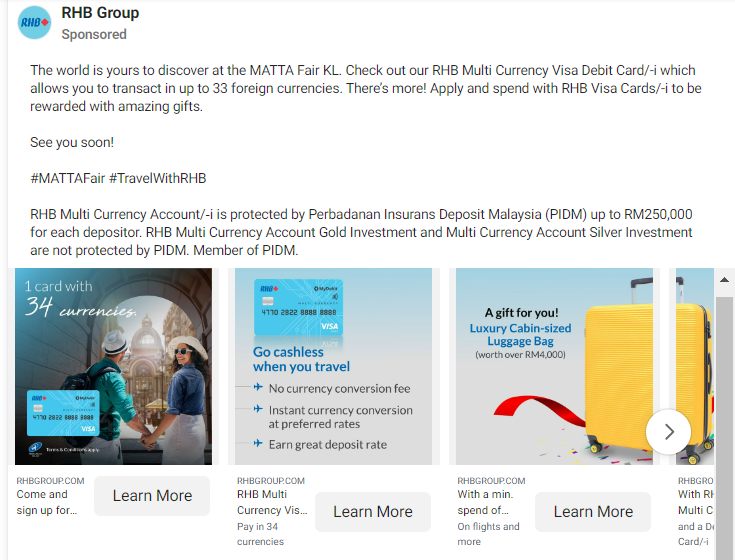 RHB Group
Sponsored
The world is yours to discover at the MATTA Fair KL. Check out our RHB Multi Currency Visa Debit Card/-i which
allows you to transact in up to 33 foreign currencies. There's more! Apply and spend with RHB Visa Cards/-i to be
rewarded with amazing gifts.
See you soon!
#MATTAFair #TravelWithRHB
RHB Multi Currency Account/-i is protected by Perbadanan Insurans Deposit Malaysia (PIDM) up to RM250,000
for each depositor. RHB Multi Currency Account Gold Investment and Multi Currency Account Silver Investment
are not protected by PIDM. Member of PIDM.
1 card with
34 currencies.
RHB
MyDebit
4770 2822 8888 8888
VISA
Terms & Conditions apply.
RHB
MyDebit
MULTI CURRENCY
4770 2822 8888 8888
VISA
Go cashless
when you travel
No currency conversion fee
Instant currency conversion
at preferred rates
Earn great deposit rate
A gift for you!
Luxury Cabin-sized
Luggage Bag
(worth over RM4,000)
RHBGROUP.COM
Come and
sign up for...
Learn More
RHBGROUP.COM
RHB Multi
Currency Vis...
Pay in 34
currencies
Learn More
RHBGROUP.COM
With a min.
spend of...
On flights and
more
Learn More
RHBGRO
With RH
Multi C
and a De
Card/-i